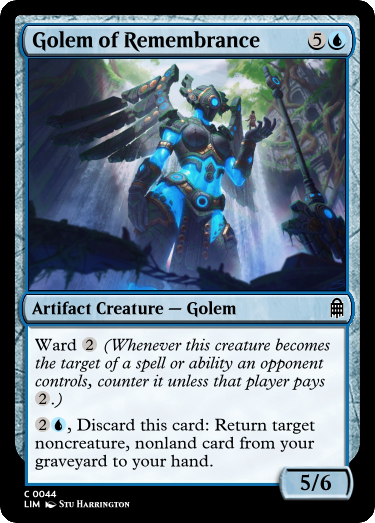 Golem of Remembrance 5
Artifact Creature — Golem
Ward 2 (Whenever this creature becomes
the target of a spell or ability an opponent
controls, counter it unless that player pays
2.)
2, Discard this card: Return target
noncreature, nonland card from your
graveyard to your hand.
5/6
C 0044
LIM Stu Harrington